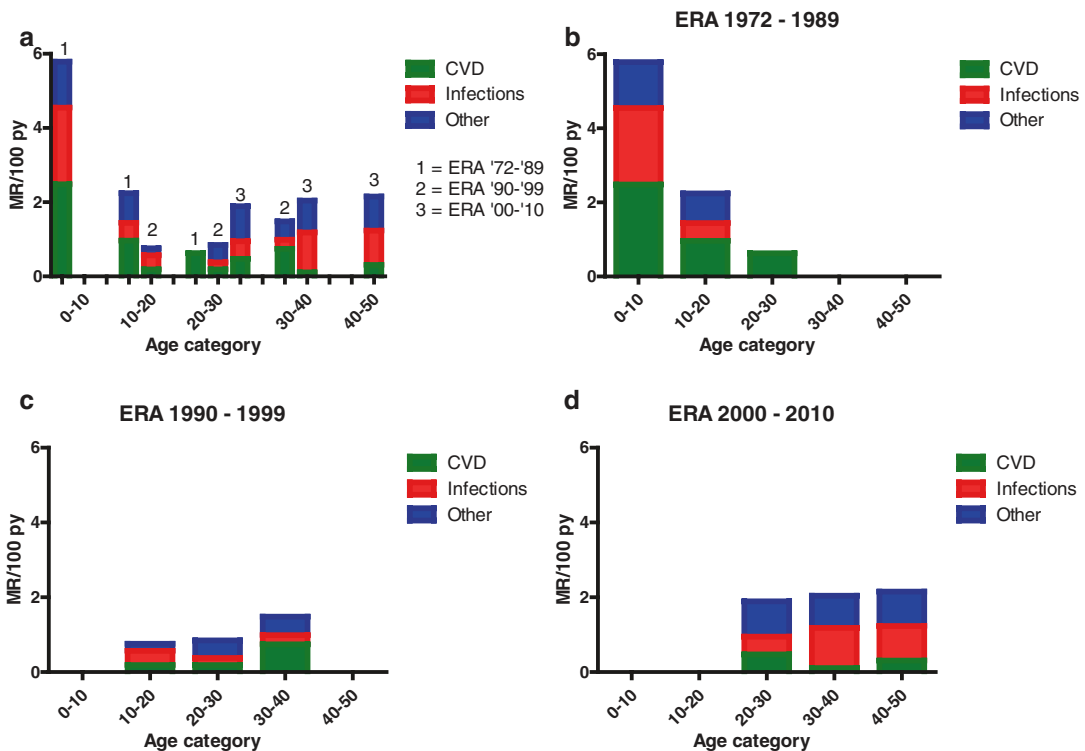 a
6
4
2
0
MR/100 py
1
1
2
1
2
3
2
3
3
0-10
10-20
20-30
30-40
40-50
Age category
CVD
Infections
Other
1 = ERA '72-'89
2 = ERA '90-'99
3 = ERA '00-'10
b
ERA 1972 - 1989
6
4
2
0
MR/100 py
0-10
10-20
20-30
30-40
40-50
Age category
CVD
Infections
Other
c
ERA 1990 - 1999
6
4
2
0
MR/100 py
0-10
10-20
20-30
30-40
40-50
Age category
CVD
Infections
Other
d
ERA 2000 - 2010
6
4
2
0
MR/100 py
0-10
10-20
20-30
30-40
40-50
Age category
CVD
Infections
Other